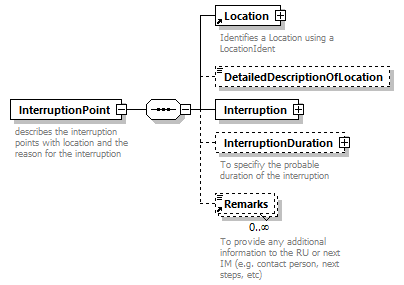 Location
Identifies a Location using a
LocationIdent
DetailedDescriptionOfLocation
InterruptionPoint
describes the interruption
points with location and the
reason for the interruption
Interruption
InterruptionDuration
To specifiy the probable
duration of the interruption
Remarks
0..∞
To provide any additional
information to the RU or next
IM (e.g. contact person, next
steps, etc)